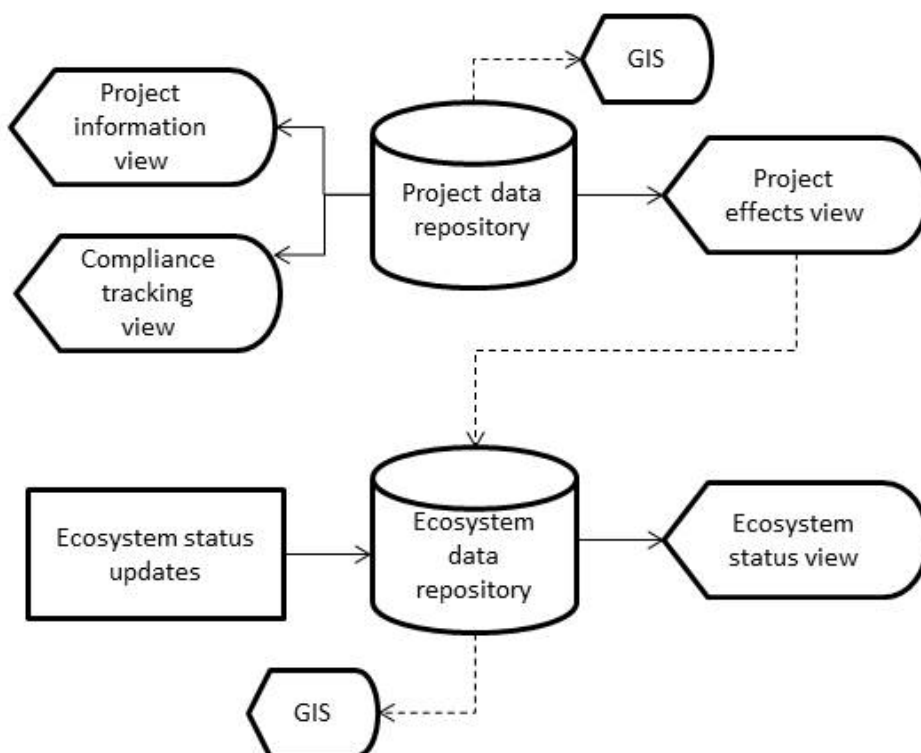 GIS
Project
information
view
Project data
repository
Project
effects view
Compliance
tracking
view
Ecosystem status
updates
Ecosystem
data
repository
Ecosystem
status view
GIS